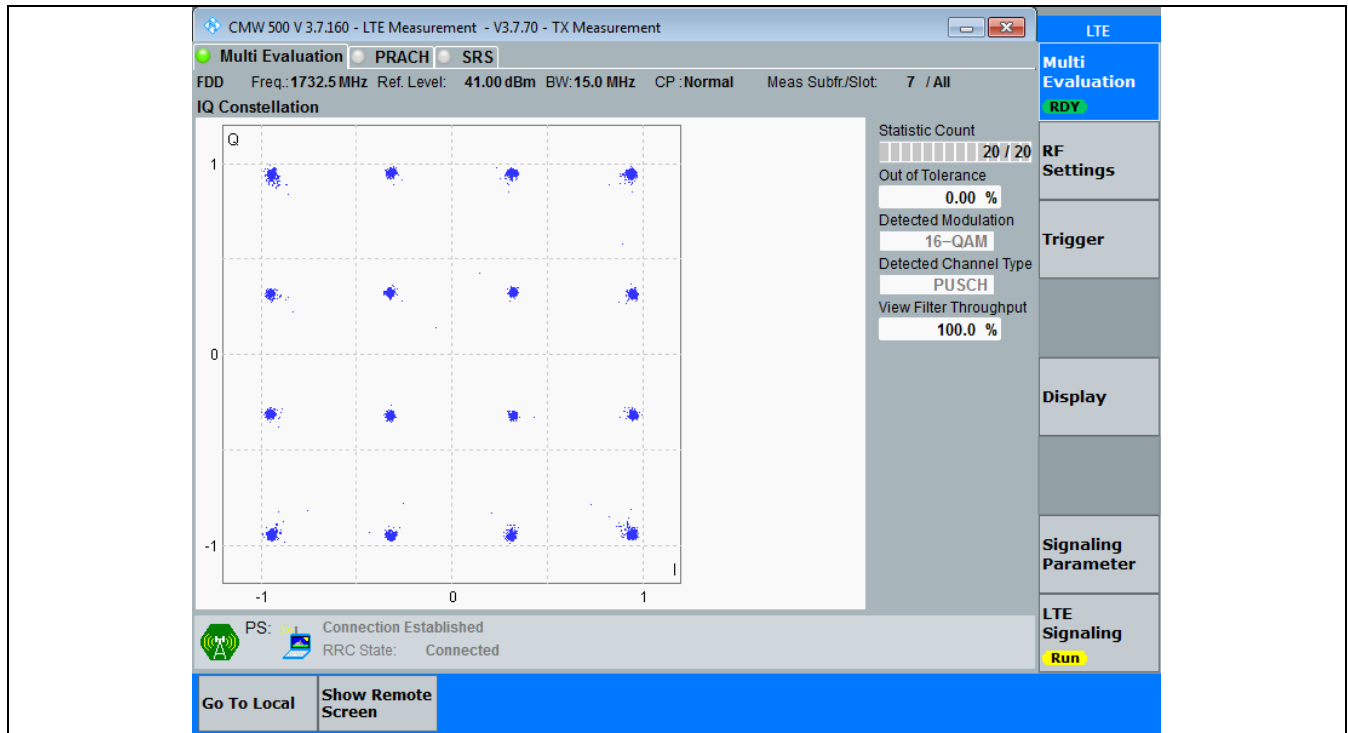 CMW 500 V 3.7.160 - LTE Measurement - V3.7.70 - TX Measurement
LTE
Multi Evaluation PRACH SRS
FDD Freq.: 1732.5 MHz Ref. Level: 41.00 dBm BW: 15.0 MHz CP : Normal Meas Subfr./Slot: 7 / All
IQ Constellation
Q
1
0
-1
I
-1 0 1
Statistic Count
20 / 20
Out of Tolerance
0.00 %
Detected Modulation
16-QAM
Detected Channel Type
PUSCH
View Filter Throughput
100.0 %
Multi
Evaluation
RDY
RF
Settings
Trigger
Display
Signaling
Parameter
LTE
Signaling
Run
PS: Connection Established
RRC State: Connected
Go To Local
Show Remote
Screen